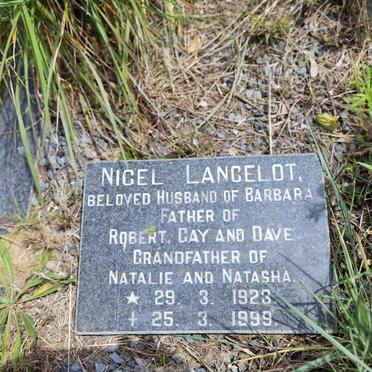 NIGEL LANCELOT.
BELOVED HUSBAND OF BARBARA
FATHER OF
ROBERT, GAY AND DAVE
GRANDFATHER OF
NATALIE AND NATASHA
★ 29. 3. 1923.
✝ 25. 3. 1999.